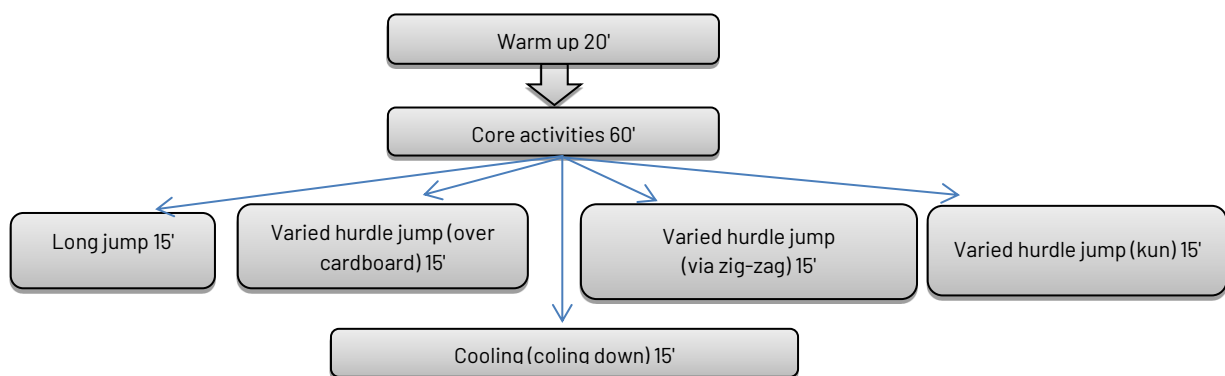 Warm up 20'
Core activities 60'
Long jump 15'
Varied hurdle jump (over
cardboard) 15'
Varied hurdle jump
(via zig-zag) 15'
Varied hurdle jump (kun) 15'
Cooling (coling down) 15'